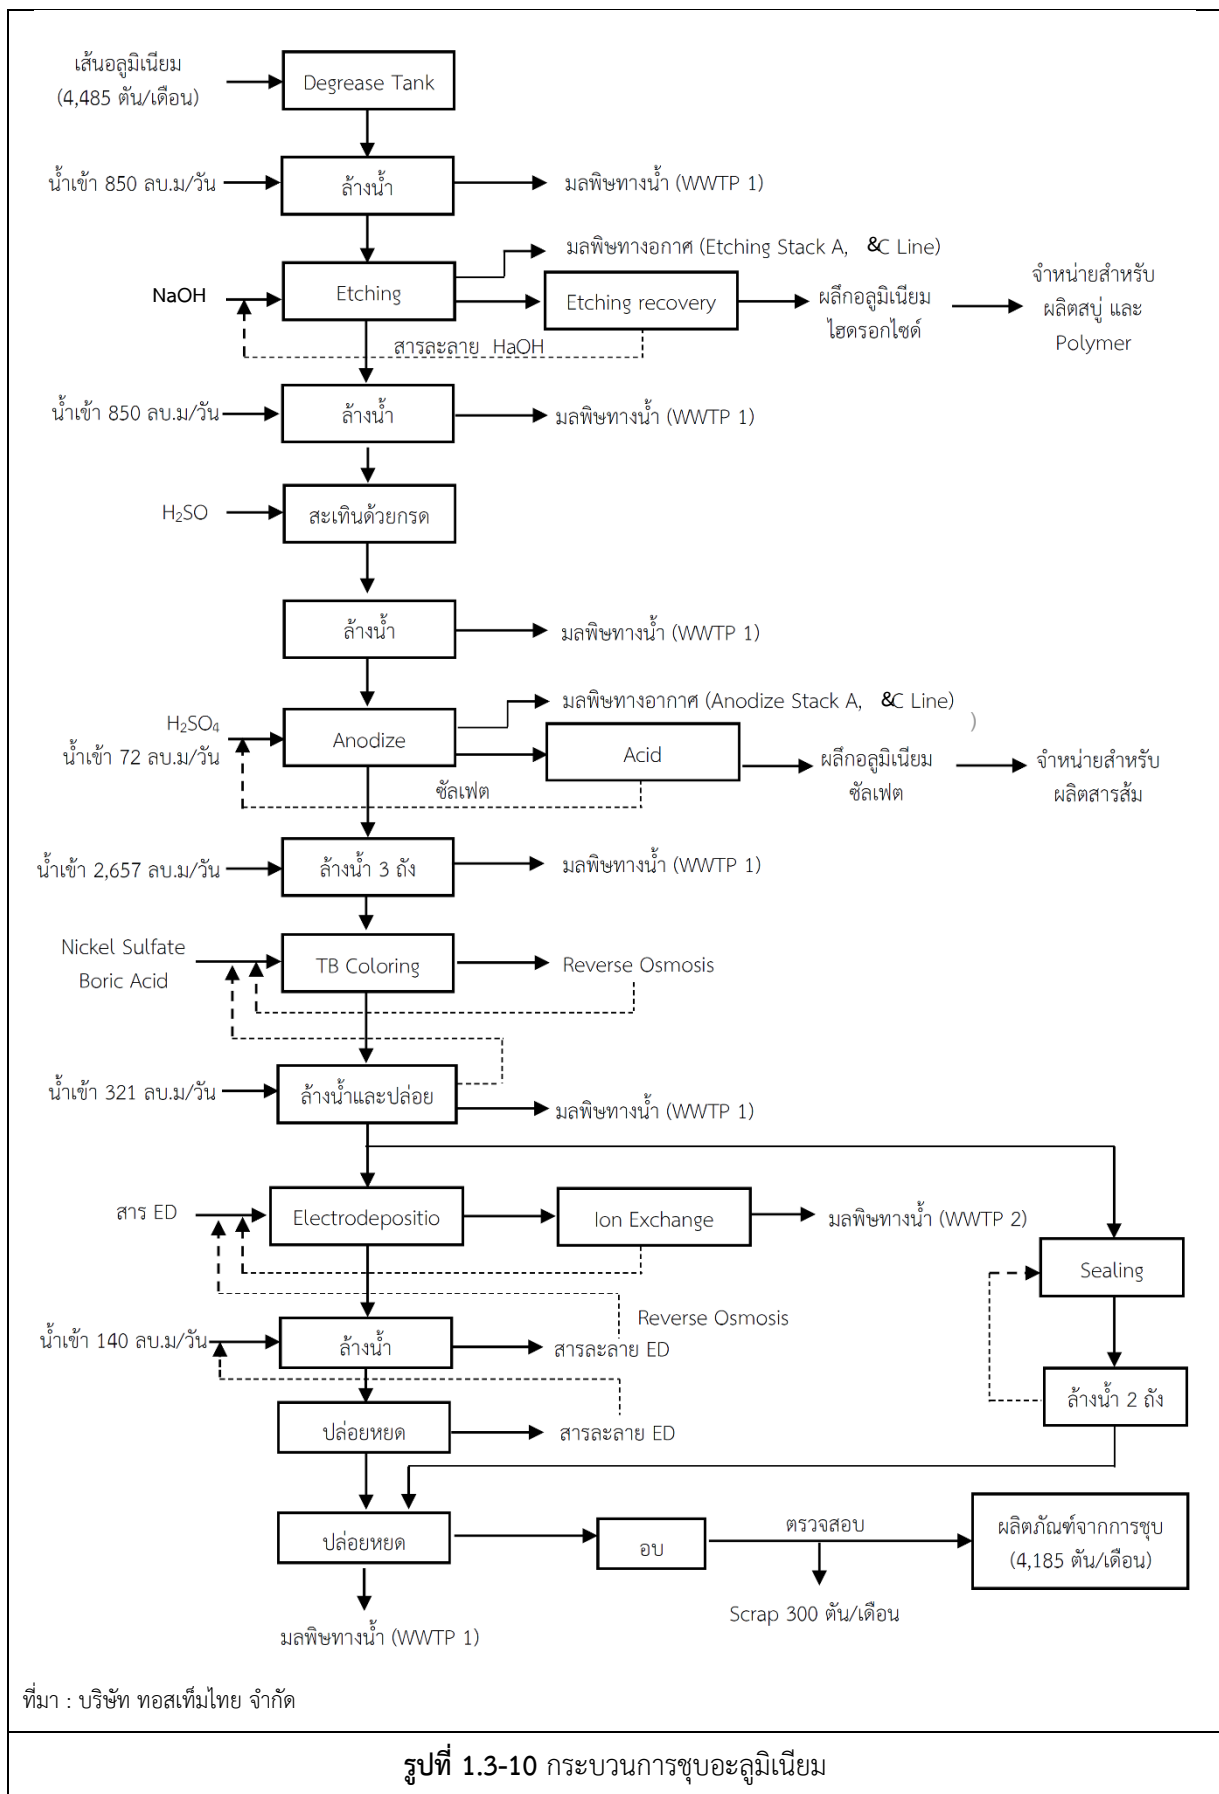 เส้นอลูมิเนียม
(4,485 ตัน/เดือน)
Degrease Tank
น้ำเข้า 850 ลบ.ม/วัน
ล้างน้ำ
มลพิษทางน้ำ (WWTP 1)
มลพิษทางอากาศ (Etching Stack A, &C Line)
NaOH
Etching
Etching recovery
ผลึกอลูมิเนียม
ไฮดรอกไซด์
จำหน่ายสำหรับ
ผลิตสบู่ และ
Polymer
สารละลาย HaOH
น้ำเข้า 850 ลบ.ม/วัน
ล้างน้ำ
มลพิษทางน้ำ (WWTP 1)
H₂SO
สะเทินด้วยกรด
ล้างน้ำ
มลพิษทางน้ำ (WWTP 1)
มลพิษทางอากาศ (Anodize Stack A, &C Line)
)
H₂SO₄
น้ำเข้า 72 ลบ.ม/วัน
Anodize
Acid
ผลึกอลูมิเนียม
ซัลเฟต
จำหน่ายสำหรับ
ผลิตสารส้ม
ซัลเฟต
น้ำเข้า 2,657 ลบ.ม/วัน
ล้างน้ำ 3 ถัง
มลพิษทางน้ำ (WWTP 1)
Nickel Sulfate
Boric Acid
TB Coloring
Reverse Osmosis
น้ำเข้า 321 ลบ.ม/วัน
ล้างน้ำและปล่อย
มลพิษทางน้ำ (WWTP 1)
สาร ED
Electrodepositio
Ion Exchange
มลพิษทางน้ำ (WWTP 2)
Sealing
Reverse Osmosis
น้ำเข้า 140 ลบ.ม/วัน
ล้างน้ำ
สารละลาย ED
ล้างน้ำ 2 ถัง
ปล่อยหยด
สารละลาย ED
ปล่อยหยด
อบ
ตรวจสอบ
ผลิตภัณฑ์จากการชุบ
(4,185 ตัน/เดือน)
Scrap 300 ตัน/เดือน
มลพิษทางน้ำ (WWTP 1)
ที่มา : บริษัท ทอสเท็มไทย จำกัด
รูปที่ 1.3-10 กระบวนการชุบอะลูมิเนียม